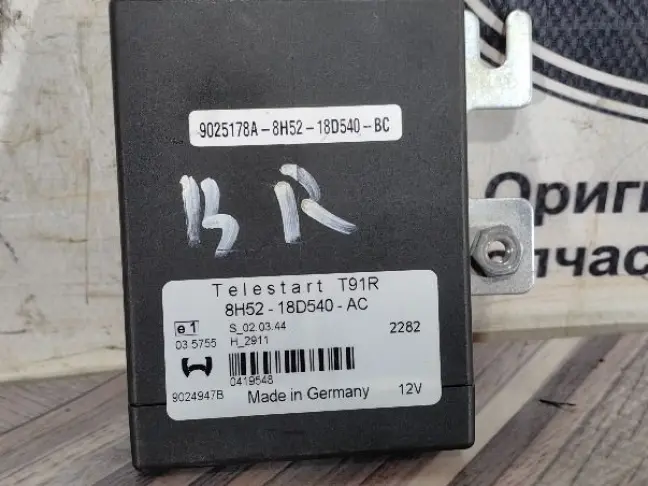 9025178A-8H52-18D540-BC
BR
Telestart T91R
8H52-18D540-AC
e1
S_02.03.44
2282
03 5755
H_2911
0419548
9024947B
Made in Germany
12V
Ориги
пчас